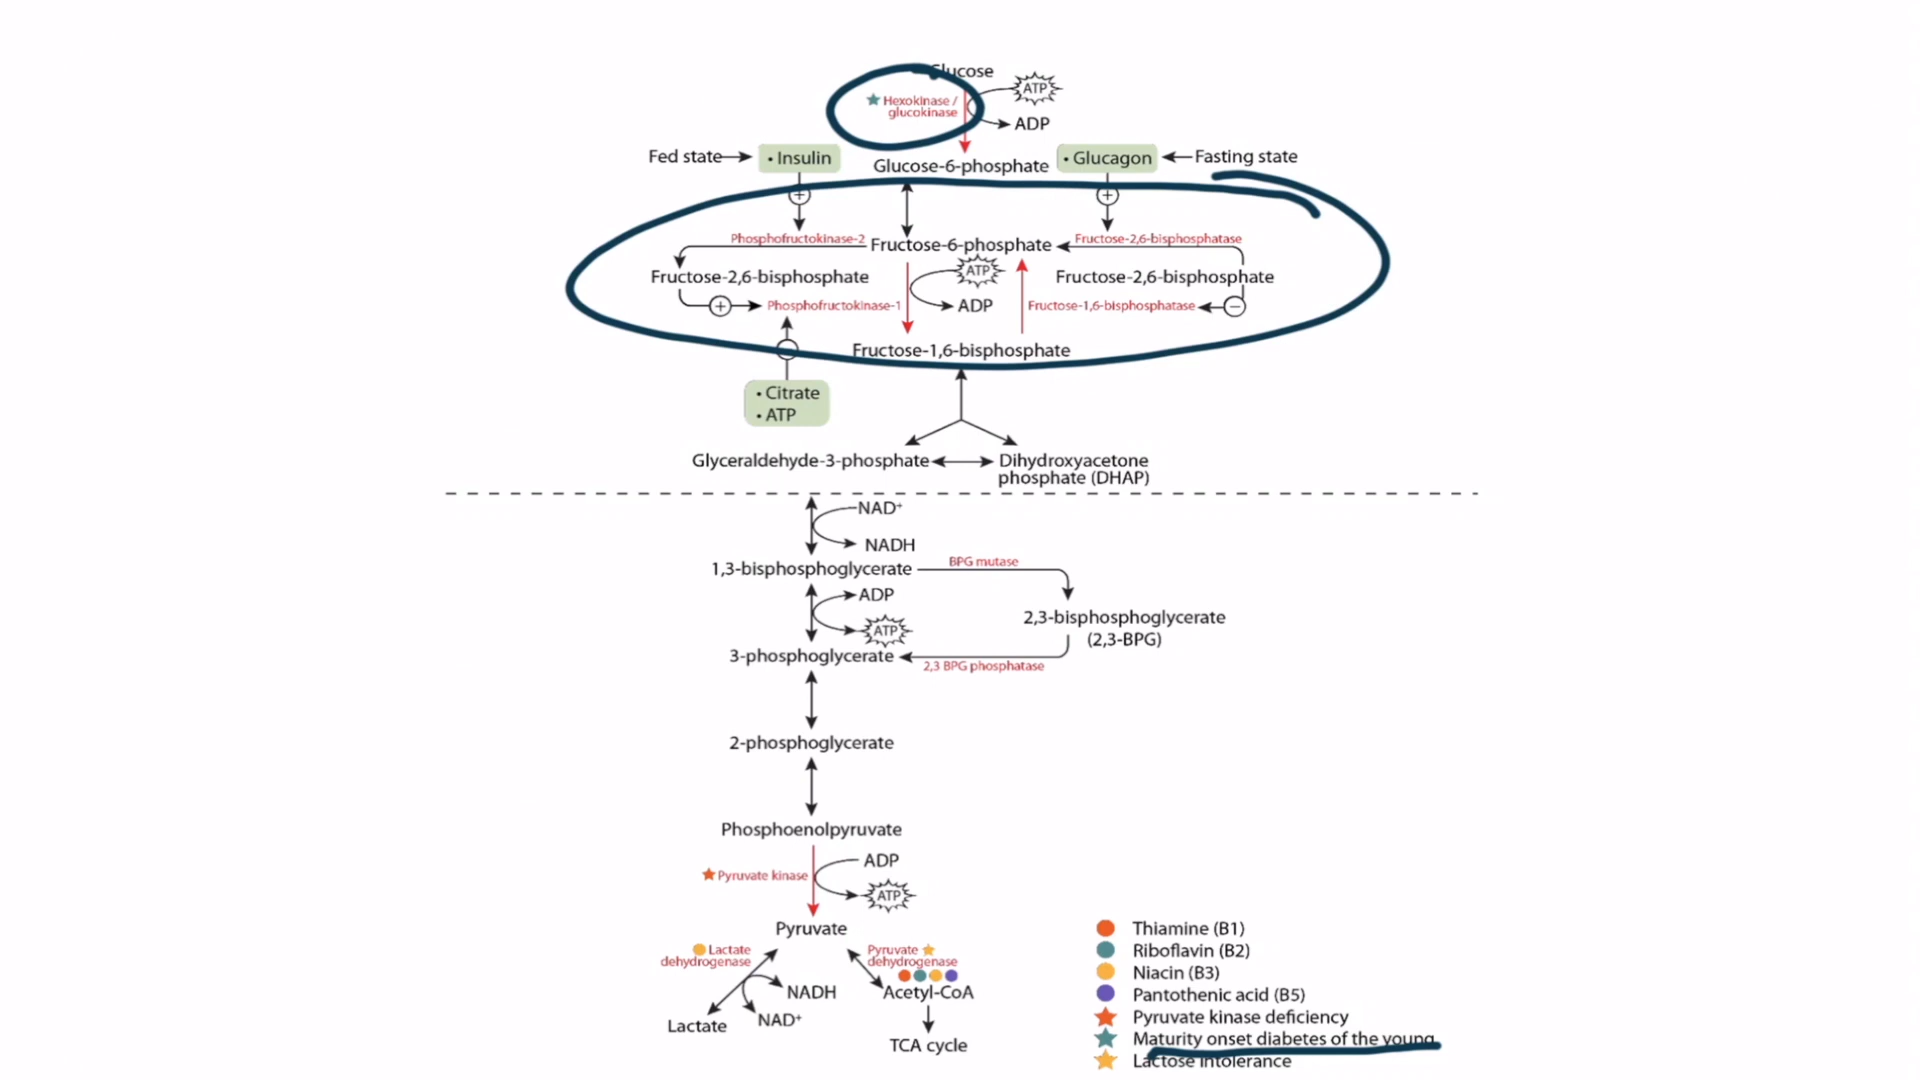 Glucose
Hexokinase /
glucokinase
ATP
ADP
Fed state
• Insulin
Glucose-6-phosphate
• Glucagon
Fasting state
+
+
Phosphofructokinase-2
Fructose-6-phosphate
Fructose-2,6-bisphosphatase
Fructose-2,6-bisphosphate
ATP
Fructose-2,6-bisphosphate
+
Phosphofructokinase-1
ADP
Fructose-1,6-bisphosphatase
−
Fructose-1,6-bisphosphate
• Citrate
• ATP
Glyceraldehyde-3-phosphate
Dihydroxyacetone
phosphate (DHAP)
NAD⁺
NADH
1,3-bisphosphoglycerate
BPG mutase
ADP
ATP
2,3-bisphosphoglycerate
(2,3-BPG)
3-phosphoglycerate
2,3 BPG phosphatase
2-phosphoglycerate
Phosphoenolpyruvate
ADP
Pyruvate kinase
ATP
Pyruvate
Lactate
dehydrogenase
Pyruvate
dehydrogenase
NADH
NAD⁺
Lactate
Acetyl-CoA
TCA cycle
Thiamine (B1)
Riboflavin (B2)
Niacin (B3)
Pantothenic acid (B5)
Pyruvate kinase deficiency
Maturity onset diabetes of the young
Lactose intolerance